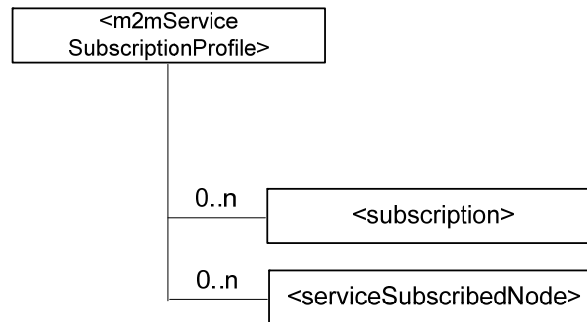 <m2mService
SubscriptionProfile>
0..n
<subscription>
0..n
<serviceSubscribedNode>